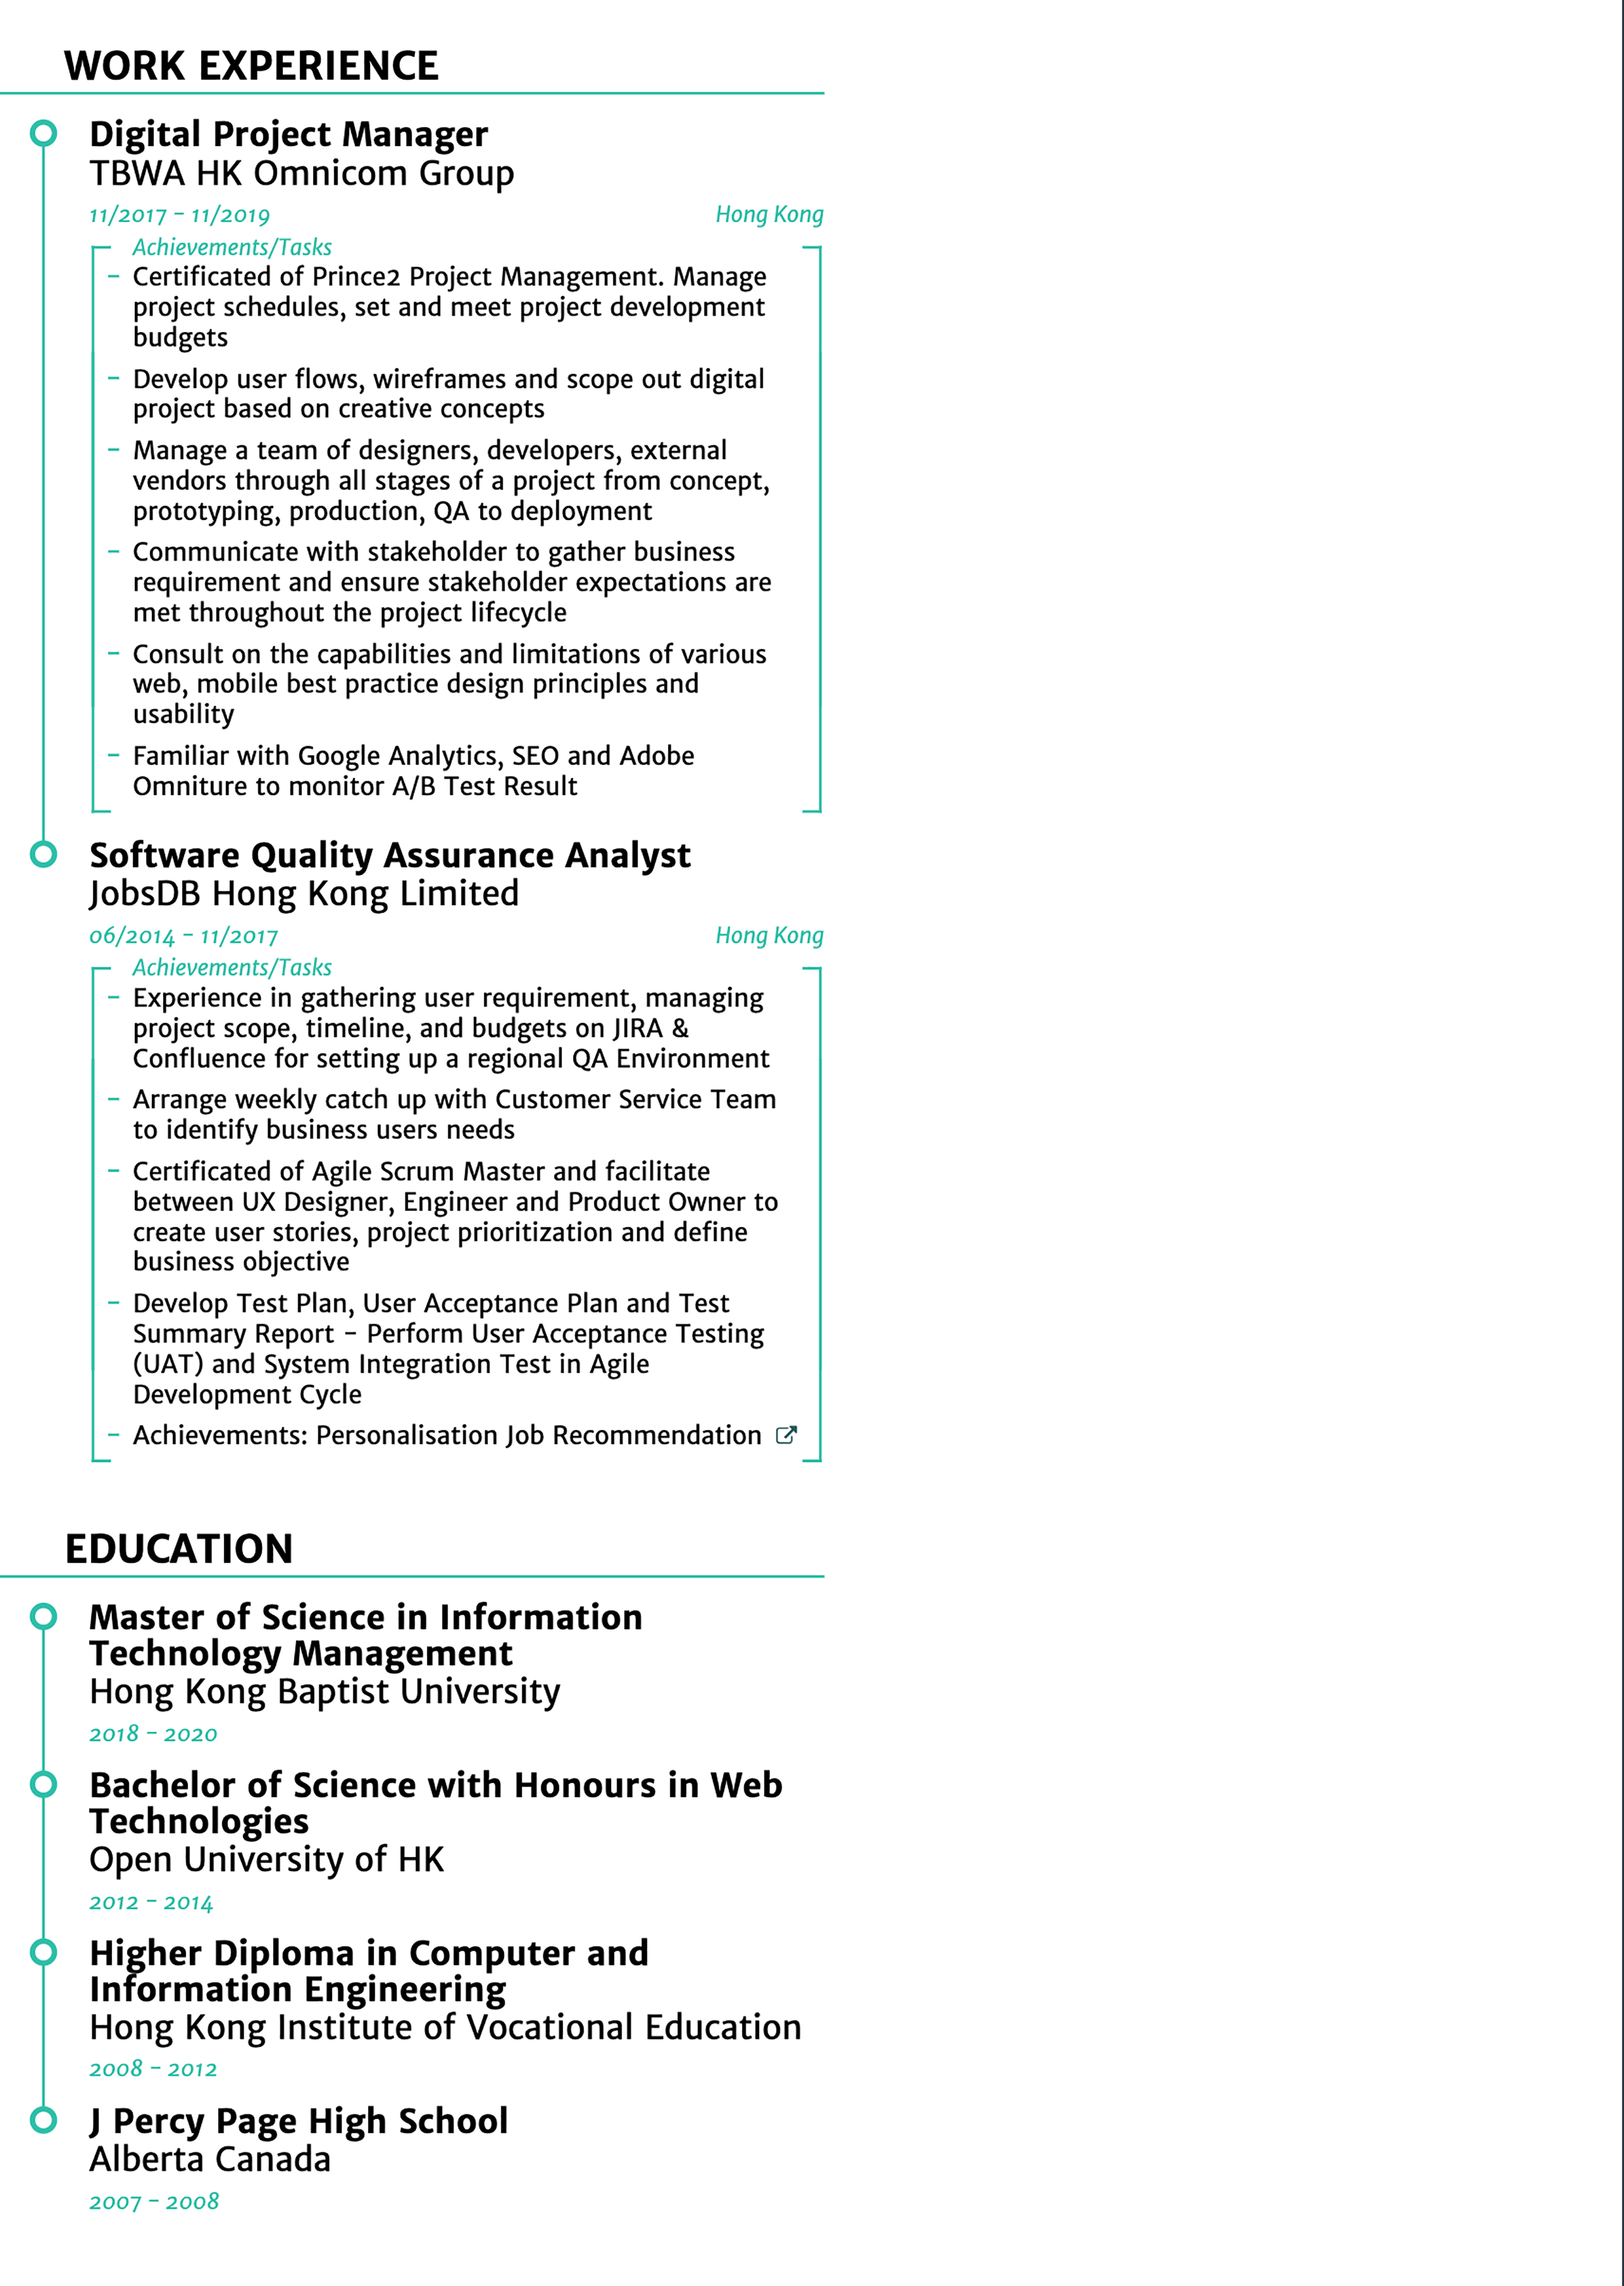 WORK EXPERIENCE
Digital Project Manager
TBWA HK Omnicom Group
11/2017 – 11/2019 Hong Kong
Achievements/Tasks
– Certificated of Prince2 Project Management. Manage
project schedules, set and meet project development
budgets
– Develop user flows, wireframes and scope out digital
project based on creative concepts
– Manage a team of designers, developers, external
vendors through all stages of a project from concept,
prototyping, production, QA to deployment
– Communicate with stakeholder to gather business
requirement and ensure stakeholder expectations are
met throughout the project lifecycle
– Consult on the capabilities and limitations of various
web, mobile best practice design principles and
usability
– Familiar with Google Analytics, SEO and Adobe
Omniture to monitor A/B Test Result
Software Quality Assurance Analyst
JobsDB Hong Kong Limited
06/2014 – 11/2017 Hong Kong
Achievements/Tasks
– Experience in gathering user requirement, managing
project scope, timeline, and budgets on JIRA &
Confluence for setting up a regional QA Environment
– Arrange weekly catch up with Customer Service Team
to identify business users needs
– Certificated of Agile Scrum Master and facilitate
between UX Designer, Engineer and Product Owner to
create user stories, project prioritization and define
business objective
– Develop Test Plan, User Acceptance Plan and Test
Summary Report – Perform User Acceptance Testing
(UAT) and System Integration Test in Agile
Development Cycle
– Achievements: Personalisation Job Recommendation
EDUCATION
Master of Science in Information
Technology Management
Hong Kong Baptist University
2018 – 2020
Bachelor of Science with Honours in Web
Technologies
Open University of HK
2012 – 2014
Higher Diploma in Computer and
Information Engineering
Hong Kong Institute of Vocational Education
2008 – 2012
J Percy Page High School
Alberta Canada
2007 – 2008